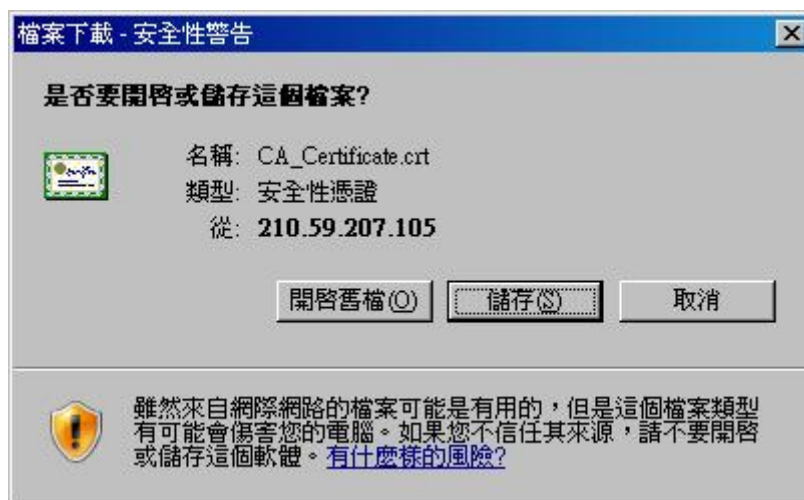 檔案下載 - 安全性警告
是否要開啓或儲存這個檔案?
名稱: CA_Certificate.crt
類型: 安全性憑證
從: 210.59.207.105
開啓舊檔(O) 儲存(S) 取消
雖然來自網際網路的檔案可能是有用的，但是這個檔案類型
有可能會傷害您的電腦。如果您不信任其來源，請不要開啓
或儲存這個軟體。有什麼樣的風險?